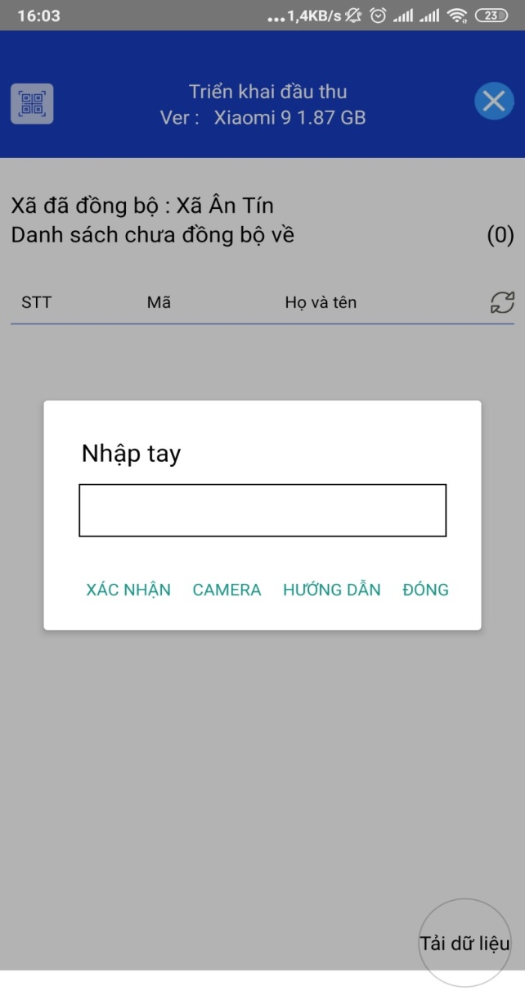 16:03 ...1,4KB/s 23
Triển khai đầu thu
Ver : Xiaomi 9 1.87 GB
Xã đã đồng bộ : Xã Ân Tín
Danh sách chưa đồng bộ về (0)
STT Mã Họ và tên
Nhập tay
XÁC NHẬN CAMERA HƯỚNG DẪN ĐÓNG
Tải dữ liệu